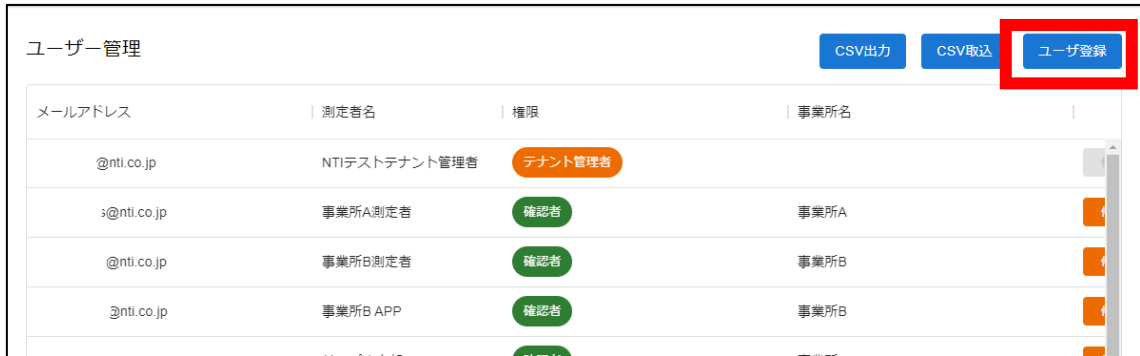 ユーザー管理
CSV出力 CSV取込 ユーザ登録
メールアドレス 測定者名 権限 事業所名
@nti.co.jp NTIテストテナント管理者 テナント管理者
s@nti.co.jp 事業所A測定者 確認者 事業所A
@nti.co.jp 事業所B測定者 確認者 事業所B
@nti.co.jp 事業所B APP 確認者 事業所B